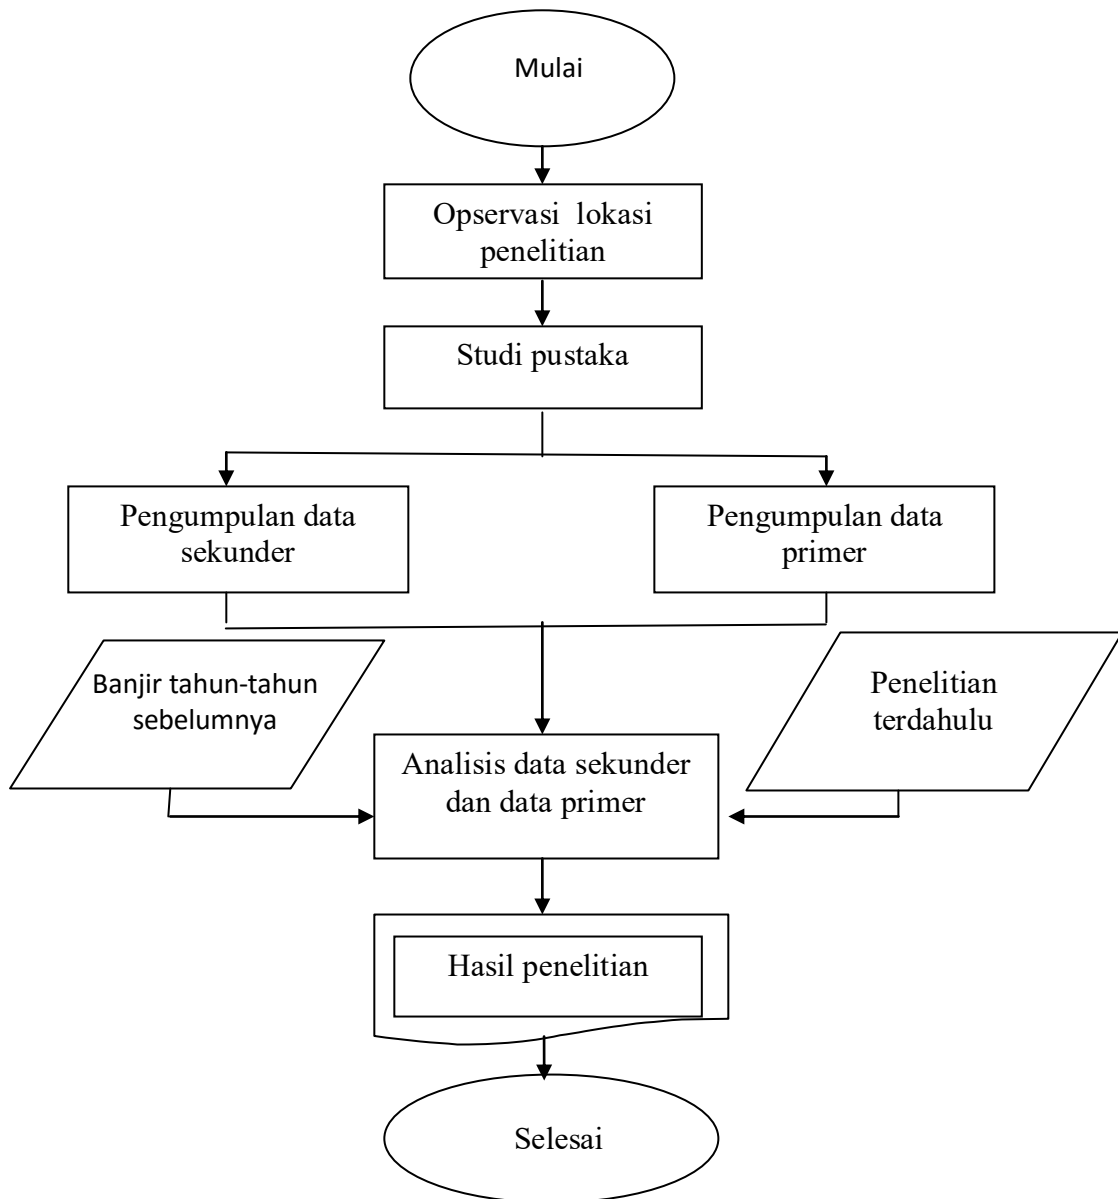 Mulai
Opservasi  lokasi
penelitian
Studi pustaka
Pengumpulan data
sekunder
Pengumpulan data
primer
Banjir tahun-tahun
sebelumnya
Penelitian
terdahulu
Analisis data sekunder
dan data primer
Hasil penelitian
Selesai